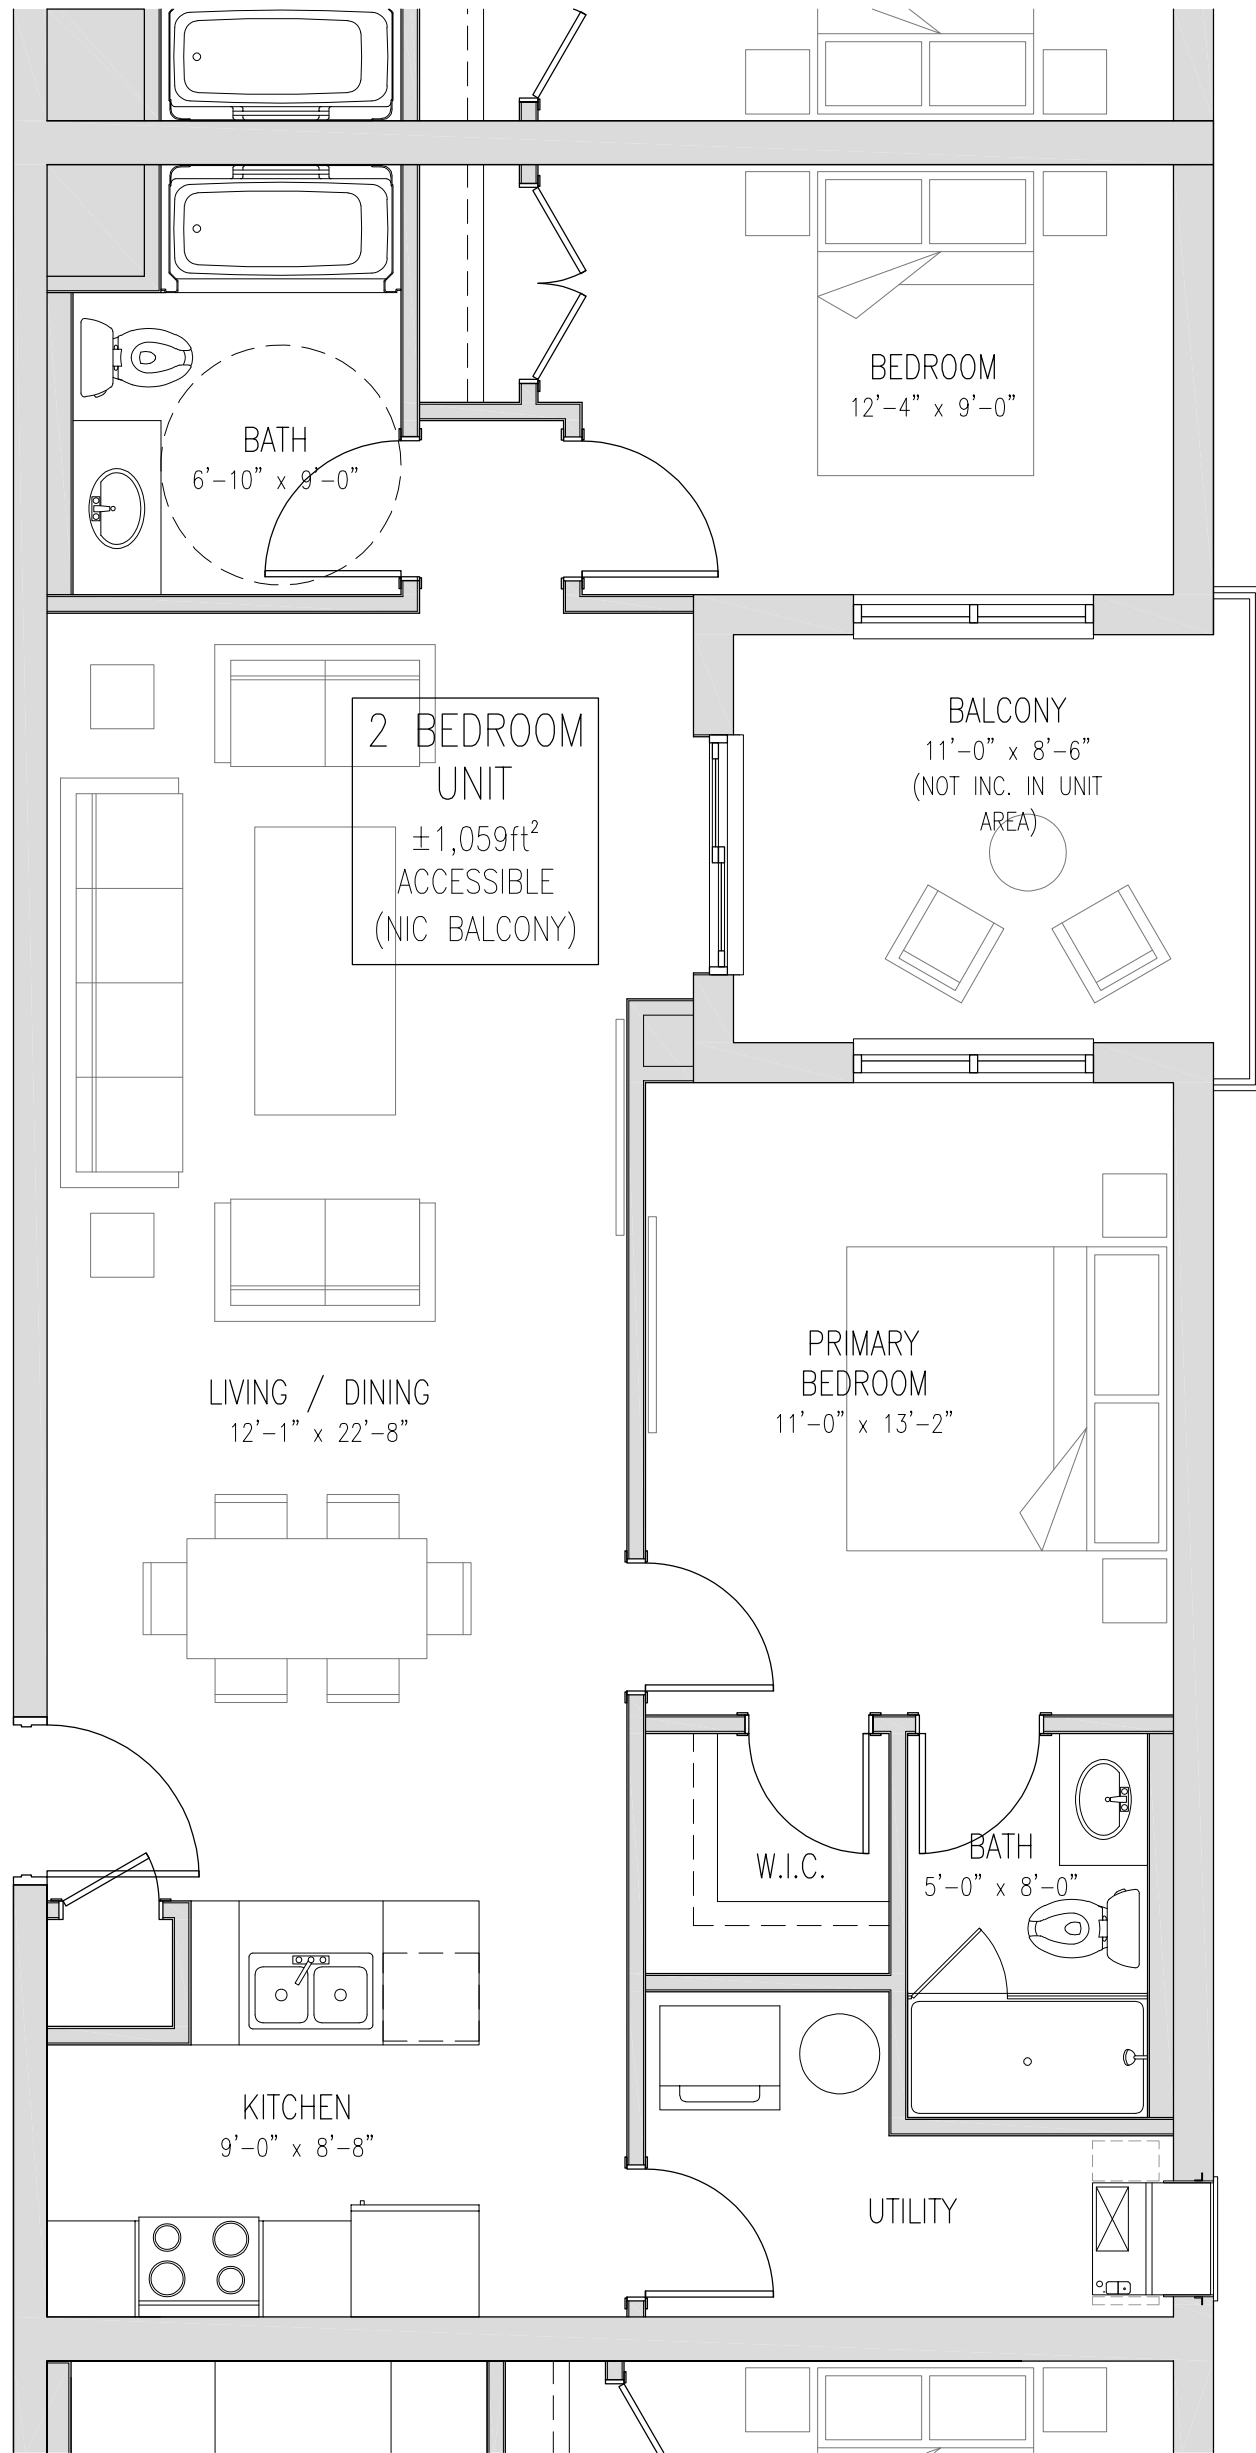 BEDROOM
12'-4" x 9'-0"
BATH
6'-10" x 9'-0"
2 BEDROOM
UNIT
±1,059ft²
ACCESSIBLE
(NIC BALCONY)
BALCONY
11'-0" x 8'-6"
(NOT INC. IN UNIT
AREA)
PRIMARY
BEDROOM
11'-0" x 13'-2"
LIVING / DINING
12'-1" x 22'-8"
W.I.C.
BATH
5'-0" x 8'-0"
KITCHEN
9'-0" x 8'-8"
UTILITY